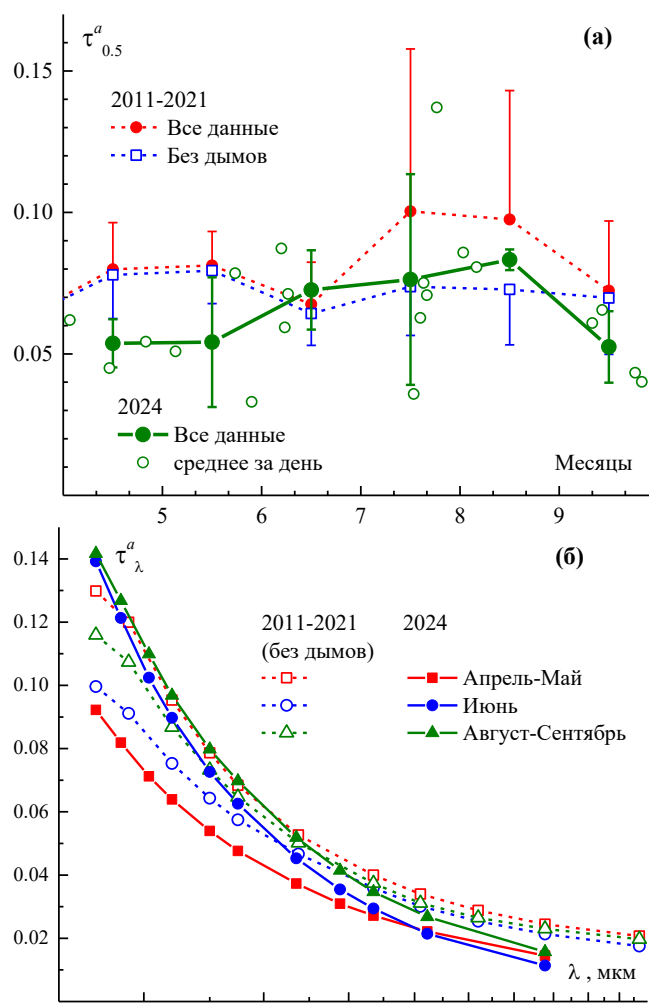 τᵃ₀.₅
(а)
0.15
2011-2021
Все данные
Без дымов
0.10
0.05
2024
Все данные
среднее за день
Месяцы
5 6 7 8 9
τᵃλ
(б)
0.14
0.12
2011-2021 2024
(без дымов)
Апрель-Май
0.10
Июнь
Август-Сентябрь
0.08
0.06
0.04
0.02
λ , мкм